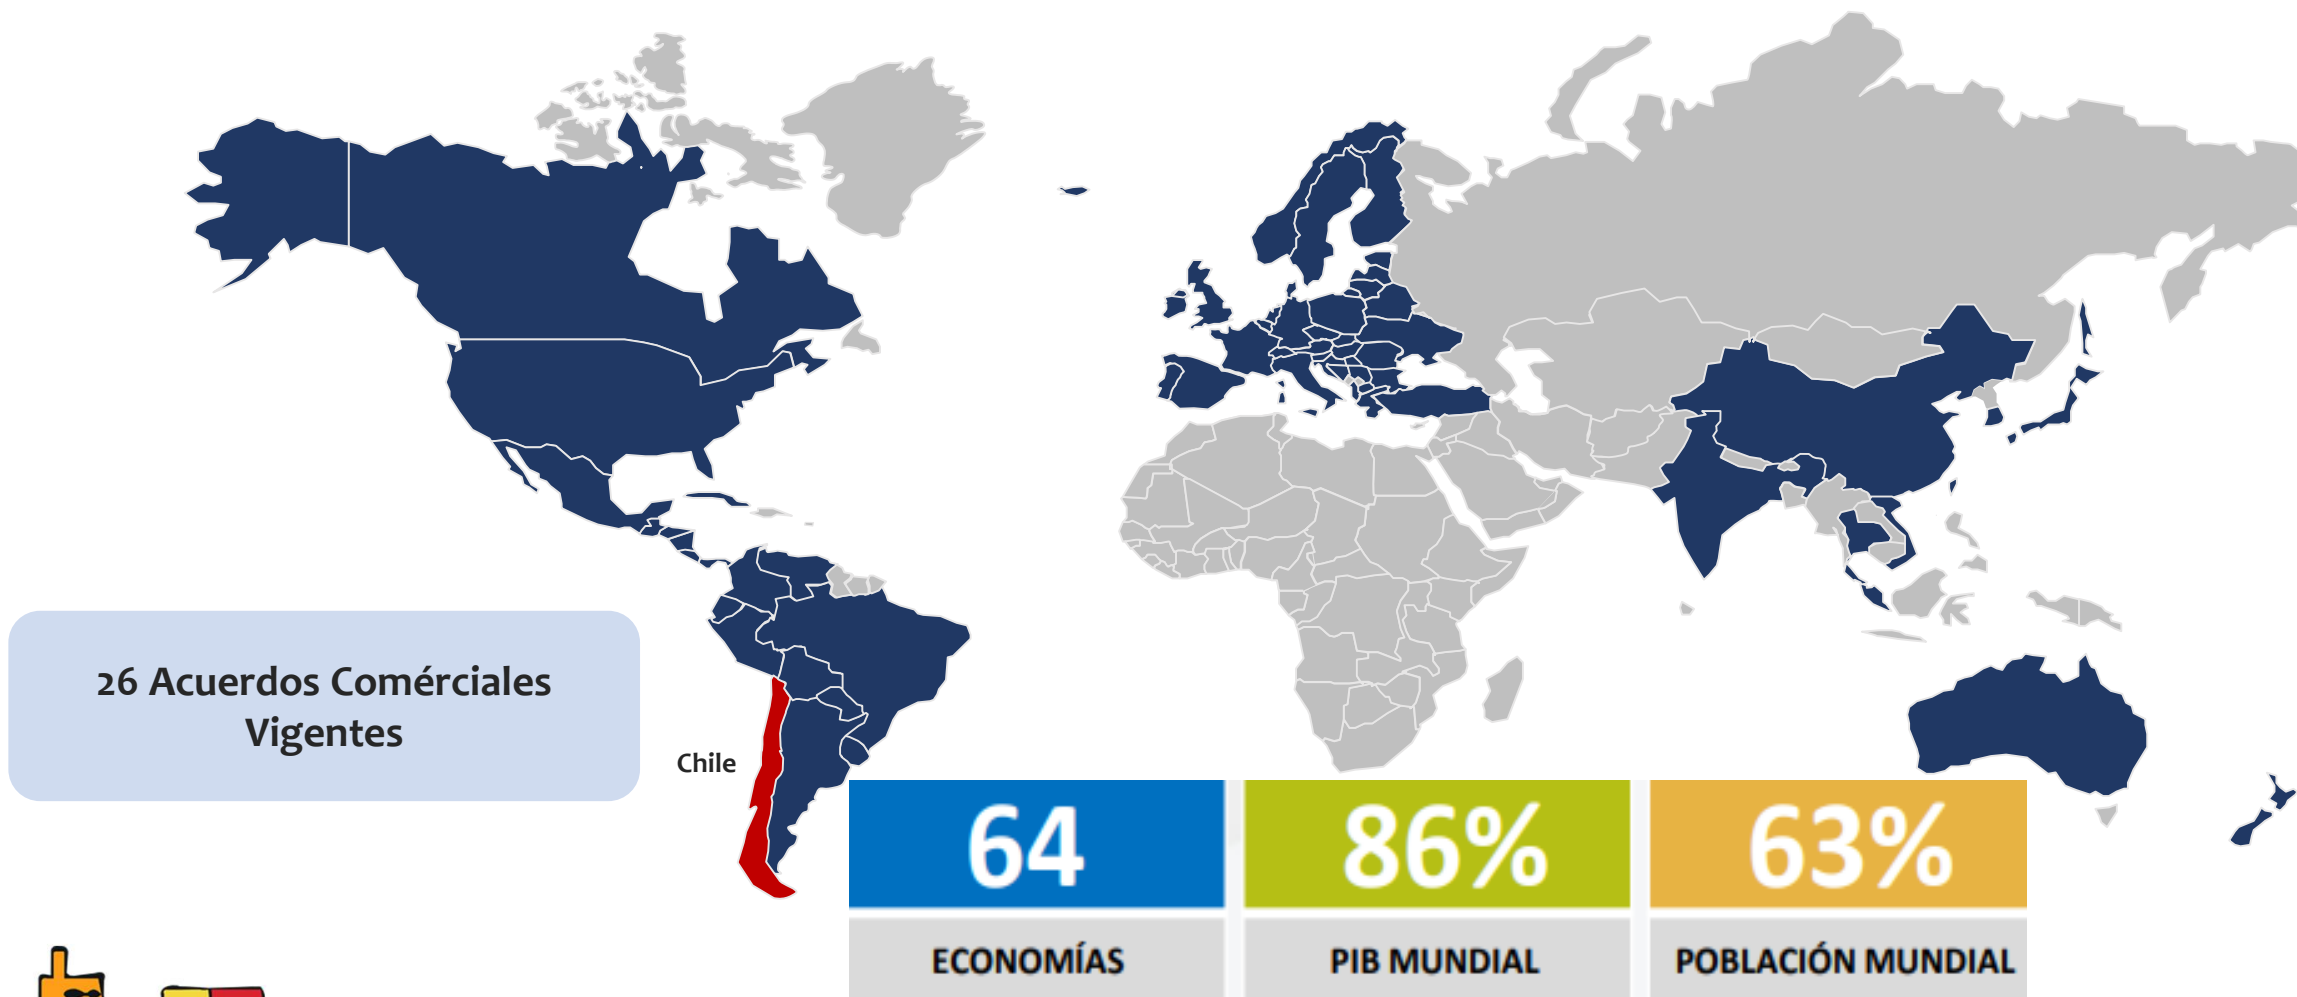 26 Acuerdos Comérciales
Vigentes
Chile
64
86%
63%
ECONOMÍAS
PIB MUNDIAL
POBLACIÓN MUNDIAL